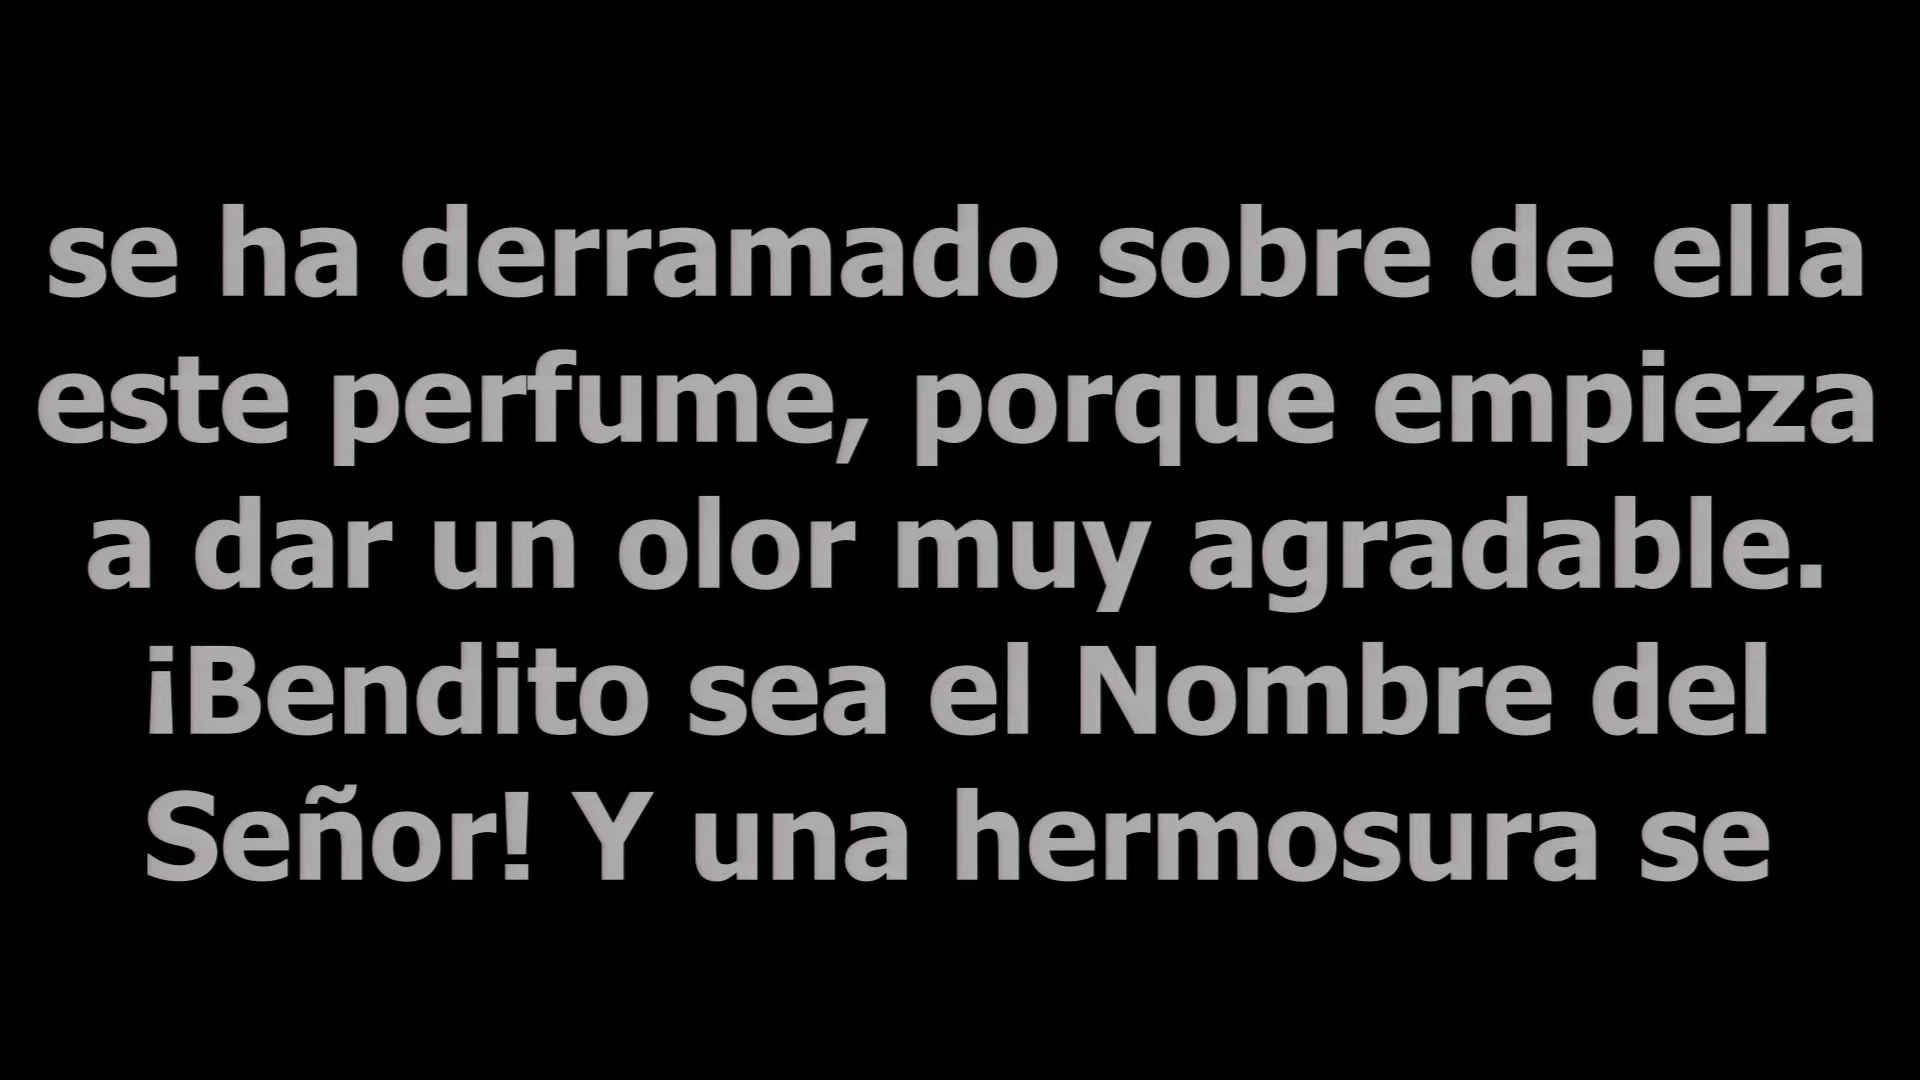 se ha derramado sobre de ella
este perfume, porque empieza
a dar un olor muy agradable.
¡Bendito sea el Nombre del
Señor! Y una hermosura se